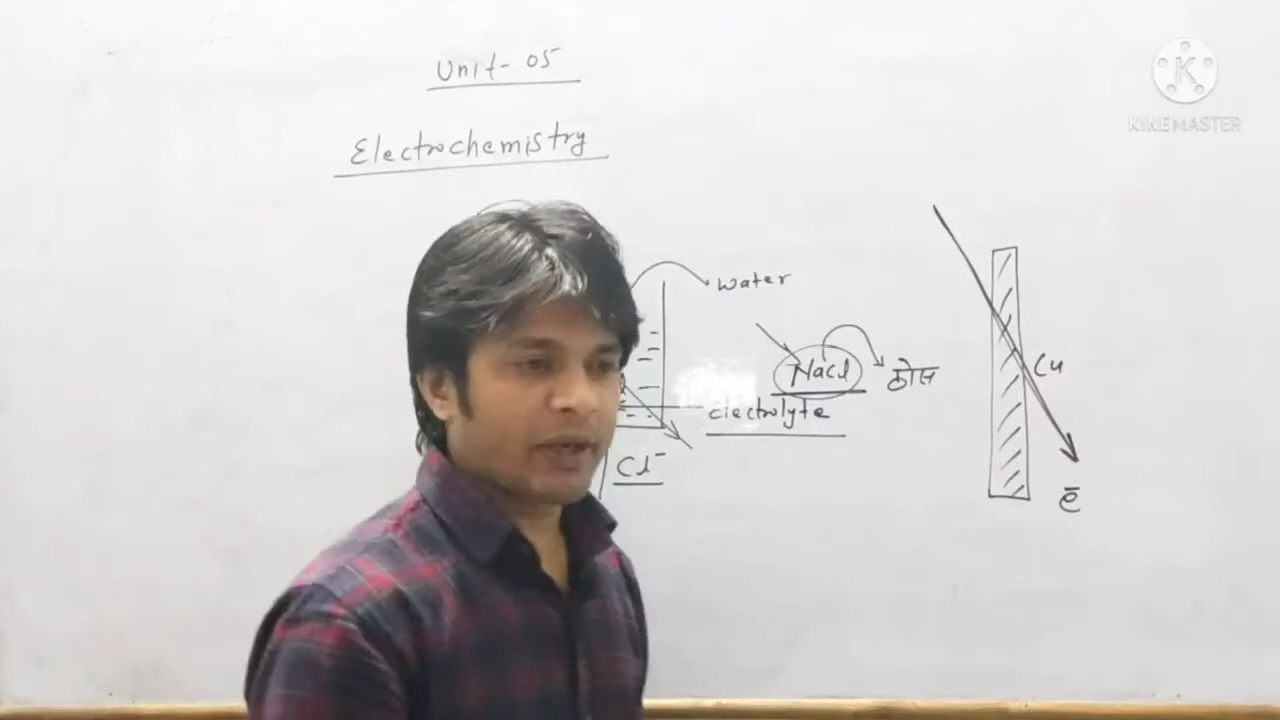 Unit-05
Electrochemistry
KINEMASTER
water
NaCl
ठोस
Cu
electrolyte
Cl⁻
e̅